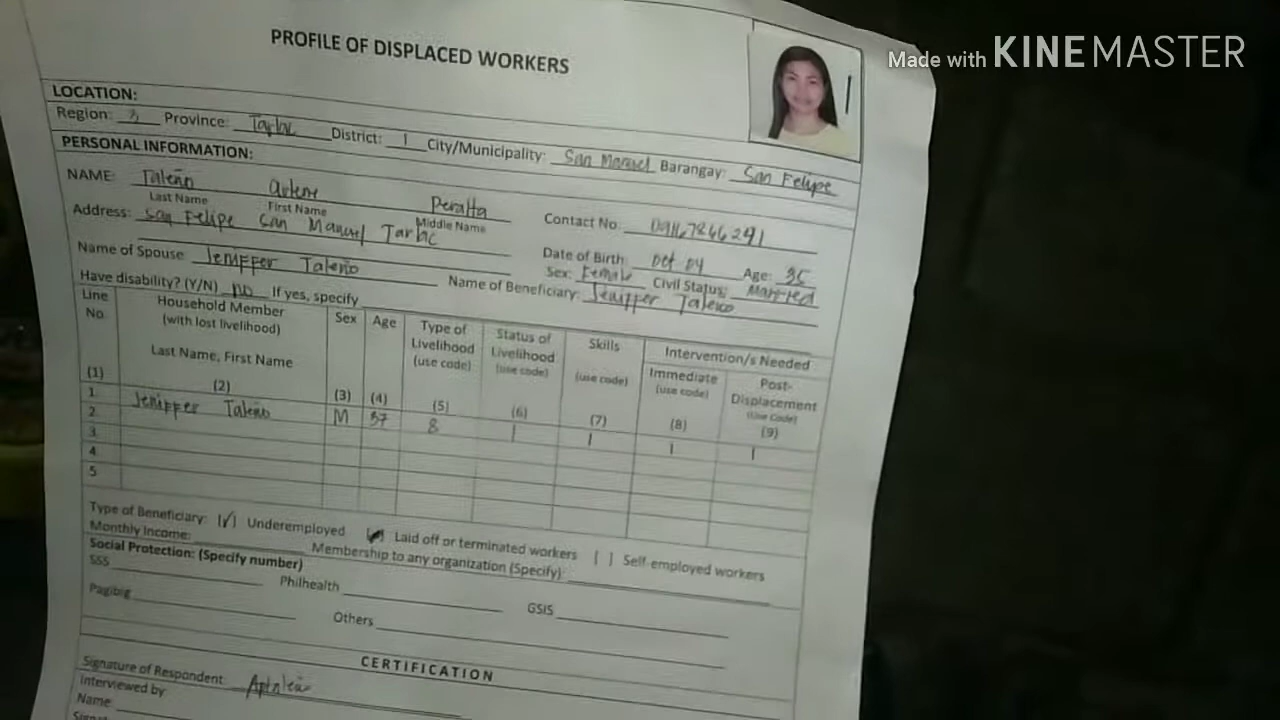 Made with KINEMASTER
PROFILE OF DISPLACED WORKERS
LOCATION:
Region: 3 Province: Tarlac District: 1 City/Municipality: San Manuel Barangay: San Felipe
PERSONAL INFORMATION:
NAME: Taleño Arlene Peralta
Last Name First Name Middle Name
Contact No. 09167866291
Address: San Felipe San Manuel Tarlac
Date of Birth: Oct 04 Age: 35
Name of Spouse Jenipper Taleño
Sex: Female Civil Status: Married
Have disability? (Y/N) no If yes, specify
Name of Beneficiary: Jenipper Taleño
Line No. Household Member (with lost livelihood) Last Name, First Name Sex Age Type of Livelihood (use code) Status of Livelihood (use code) Skills (use code) Intervention/s Needed
Immediate (use code) Post-Displacement (Use Code)
(1) (2) (3) (4) (5) (6) (7) (8) (9)
1. Jenipper Taleño M 37 8 1 1 1 1
2.
3
4
5
Type of Beneficiary: [/] Underemployed [/] Laid off or terminated workers [ ] Self-employed workers
Monthly Income: Membership to any organization (Specify)
Social Protection: (Specify number)
SSS Philhealth GSIS
Pagibig Others
CERTIFICATION
Signature of Respondent:
Interviewed by
Name